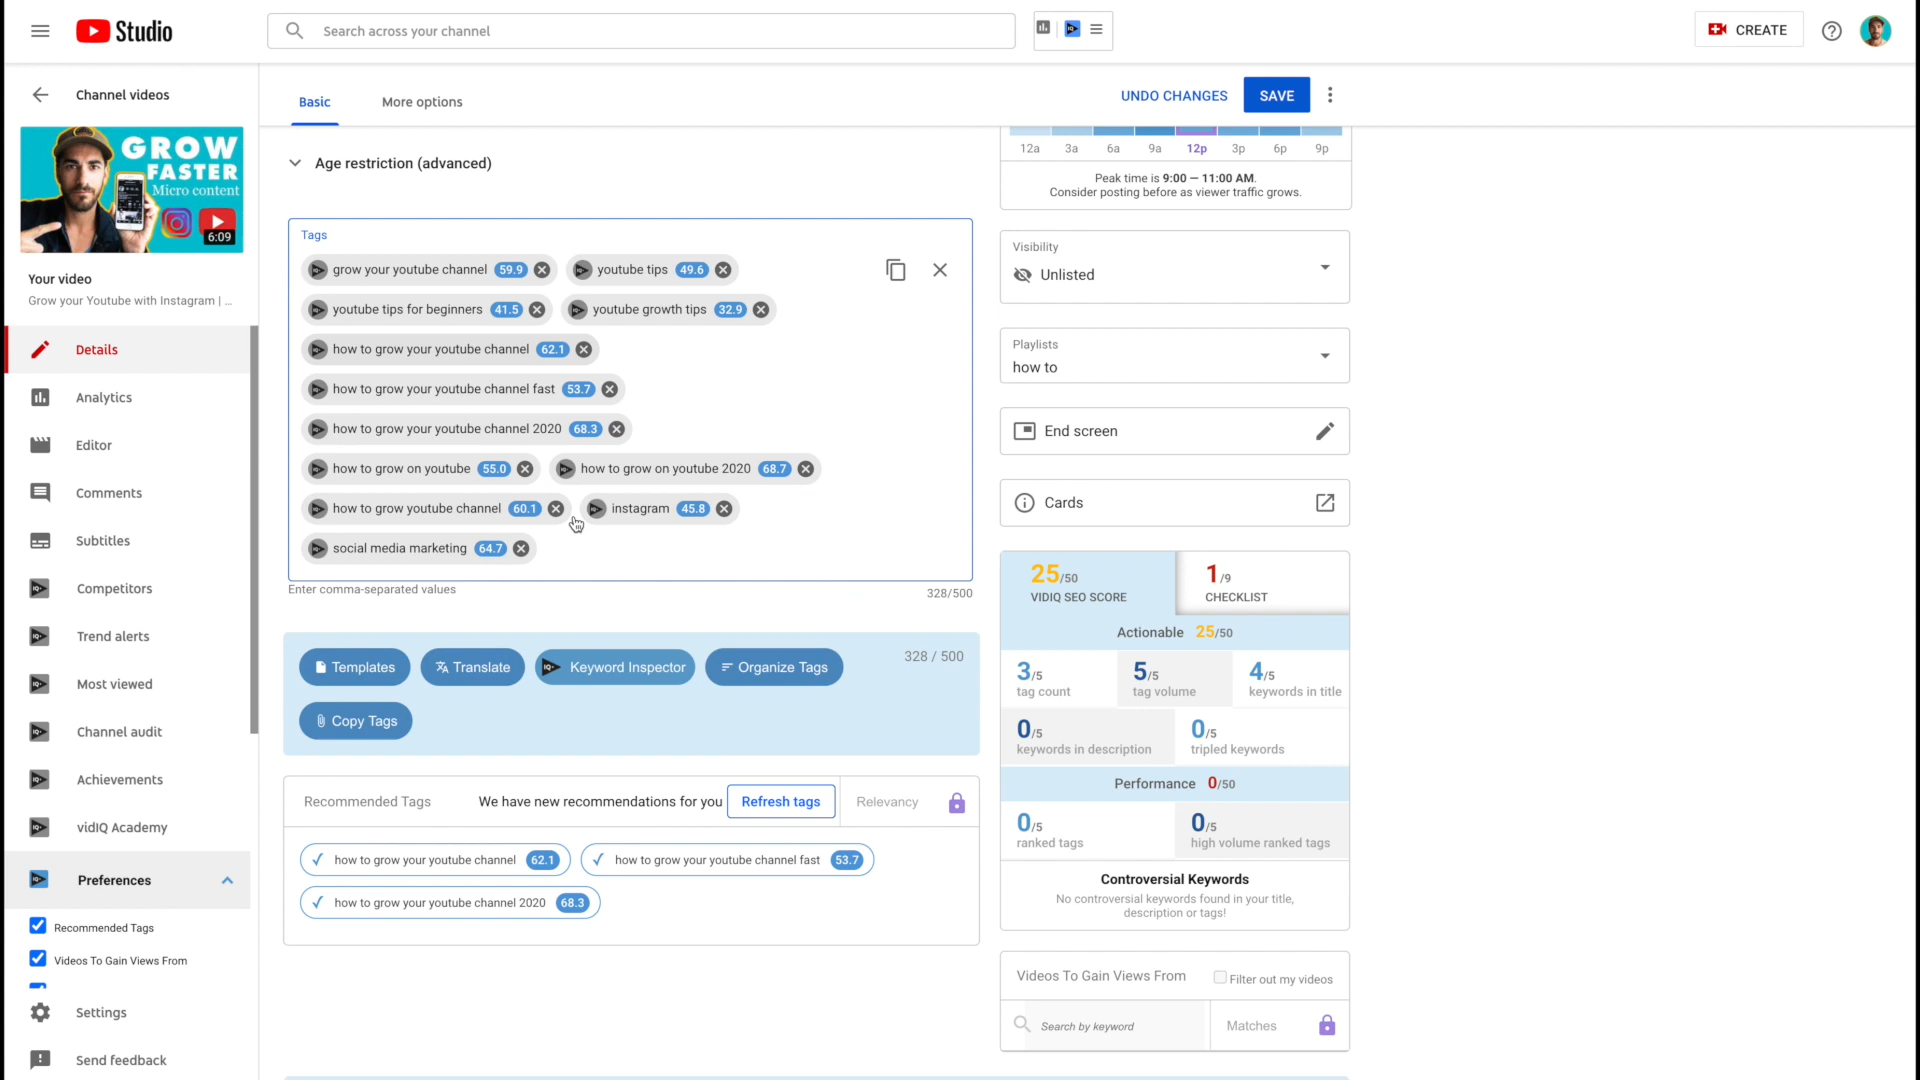 Studio
Search across your channel
CREATE
Channel videos
GROW
FASTER
Micro content
6:09
Your video
Grow your Youtube with Instagram | ...
Details
Analytics
Editor
Comments
Subtitles
Competitors
Trend alerts
Most viewed
Channel audit
Achievements
vidIQ Academy
Preferences
Recommended Tags
Videos To Gain Views From
Settings
Send feedback
Basic
More options
UNDO CHANGES
SAVE
Age restriction (advanced)
Tags
grow your youtube channel 59.9
youtube tips 49.6
youtube tips for beginners 41.5
youtube growth tips 32.9
how to grow your youtube channel 62.1
how to grow your youtube channel fast 53.7
how to grow your youtube channel 2020 68.3
how to grow on youtube 55.0
how to grow on youtube 2020 68.7
how to grow youtube channel 60.1
instagram 45.8
social media marketing 64.7
Enter comma-separated values
328/500
Templates
Translate
Keyword Inspector
Organize Tags
328 / 500
Copy Tags
Recommended Tags
We have new recommendations for you
Refresh tags
Relevancy
how to grow your youtube channel 62.1
how to grow your youtube channel fast 53.7
how to grow your youtube channel 2020 68.3
12a 3a 6a 9a 12p 3p 6p 9p
Peak time is 9:00 — 11:00 AM.
Consider posting before as viewer traffic grows.
Visibility
Unlisted
Playlists
how to
End screen
Cards
25/50
VIDIQ SEO SCORE
1/9
CHECKLIST
Actionable 25/50
3/5
tag count
5/5
tag volume
4/5
keywords in title
0/5
keywords in description
0/5
tripled keywords
Performance 0/50
0/5
ranked tags
0/5
high volume ranked tags
Controversial Keywords
No controversial keywords found in your title,
description or tags!
Videos To Gain Views From
Filter out my videos
Search by keyword
Matches